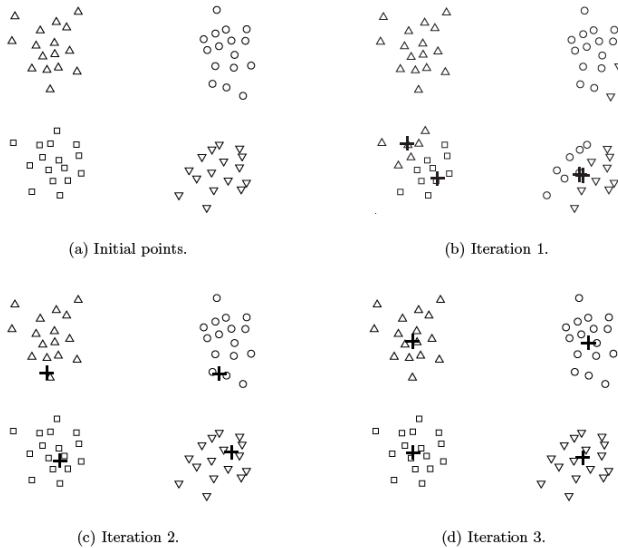 (a) Initial points.
(b) Iteration 1.
(c) Iteration 2.
(d) Iteration 3.